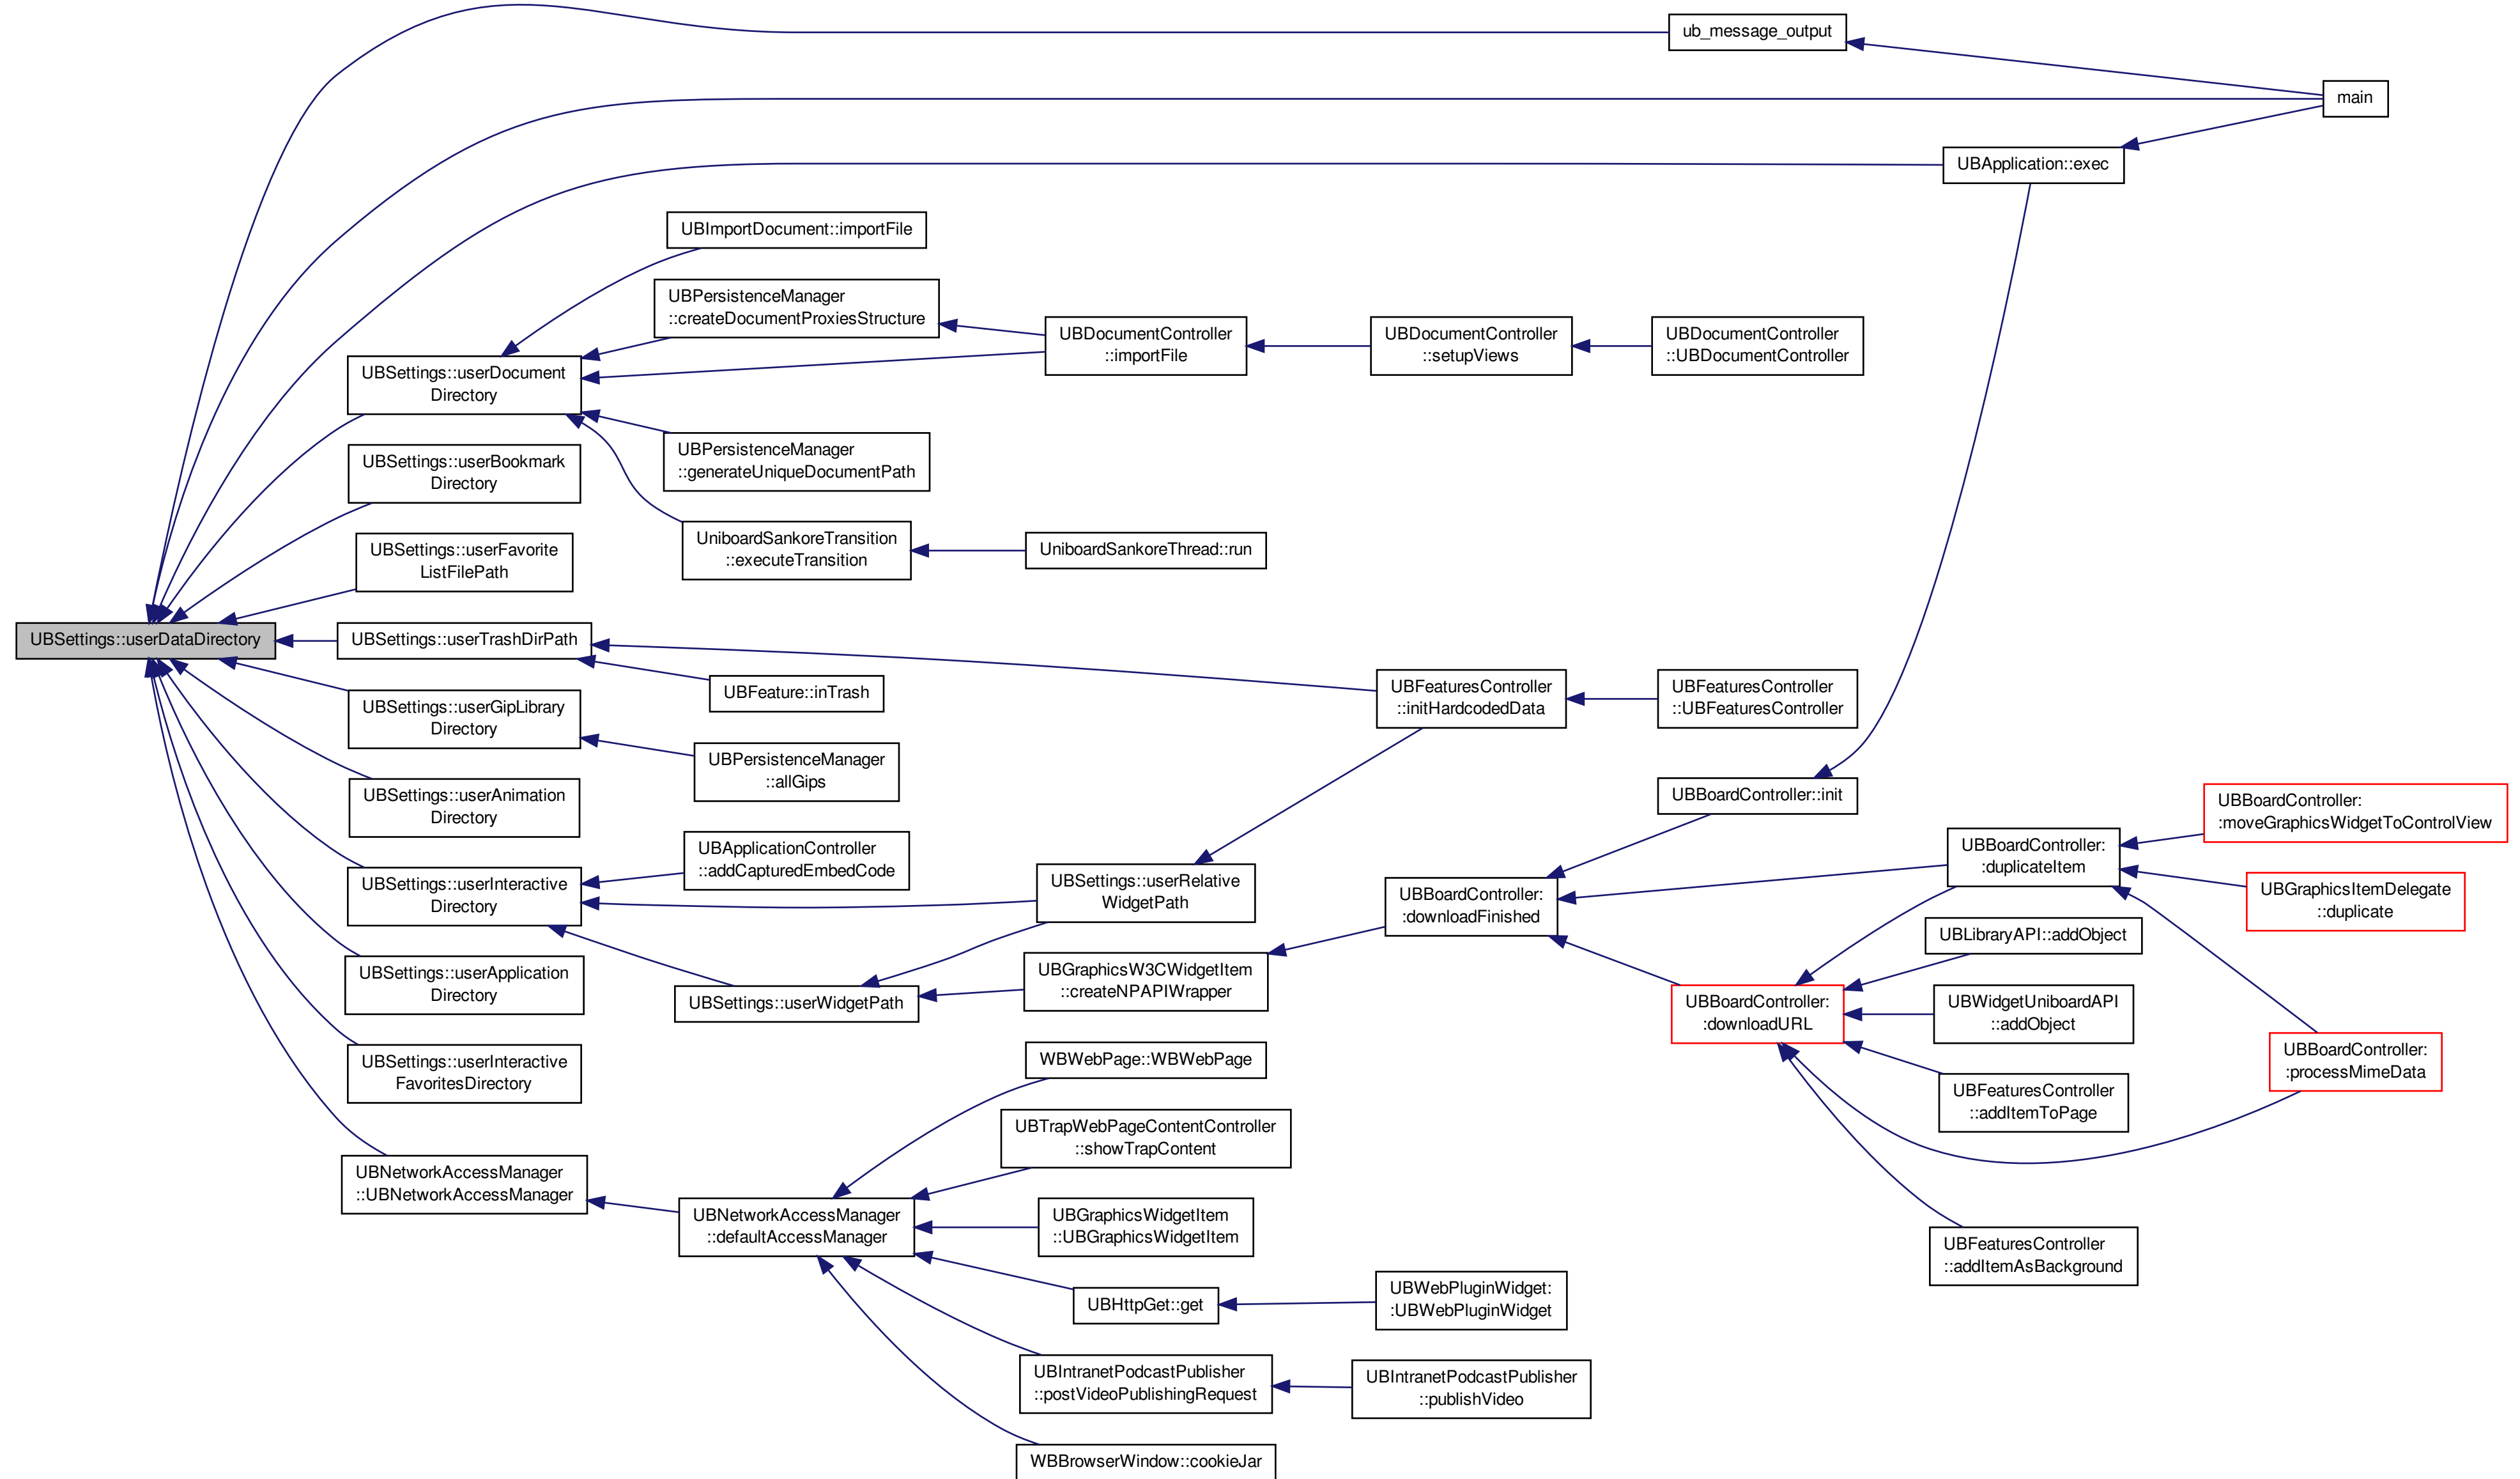 ub_message_output
main
UBApplication::exec
UBImportDocument::importFile
UBPersistenceManager
::createDocumentProxiesStructure
UBDocumentController
::importFile
UBDocumentController
::setupViews
UBDocumentController
::UBDocumentController
UBSettings::userDocument
Directory
UBPersistenceManager
::generateUniqueDocumentPath
UBSettings::userBookmark
Directory
UniboardSankoreTransition
::executeTransition
UniboardSankoreThread::run
UBSettings::userFavorite
ListFilePath
UBSettings::userDataDirectory
UBSettings::userTrashDirPath
UBFeature::inTrash
UBFeaturesController
::initHardcodedData
UBFeaturesController
::UBFeaturesController
UBSettings::userGipLibrary
Directory
UBPersistenceManager
::allGips
UBSettings::userAnimation
Directory
UBBoardController::init
UBBoardController:
:moveGraphicsWidgetToControlView
UBApplicationController
::addCapturedEmbedCode
UBBoardController:
:duplicateItem
UBSettings::userInteractive
Directory
UBSettings::userRelative
WidgetPath
UBBoardController:
:downloadFinished
UBGraphicsItemDelegate
::duplicate
UBLibraryAPI::addObject
UBSettings::userApplication
Directory
UBSettings::userWidgetPath
UBGraphicsW3CWidgetItem
::createNPAPIWrapper
UBBoardController:
:downloadURL
UBWidgetUniboardAPI
::addObject
UBSettings::userInteractive
FavoritesDirectory
WBWebPage::WBWebPage
UBBoardController:
:processMimeData
UBFeaturesController
::addItemToPage
UBTrapWebPageContentController
::showTrapContent
UBNetworkAccessManager
::UBNetworkAccessManager
UBNetworkAccessManager
::defaultAccessManager
UBGraphicsWidgetItem
::UBGraphicsWidgetItem
UBFeaturesController
::addItemAsBackground
UBHttpGet::get
UBWebPluginWidget:
:UBWebPluginWidget
UBIntranetPodcastPublisher
::postVideoPublishingRequest
UBIntranetPodcastPublisher
::publishVideo
WBBrowserWindow::cookieJar